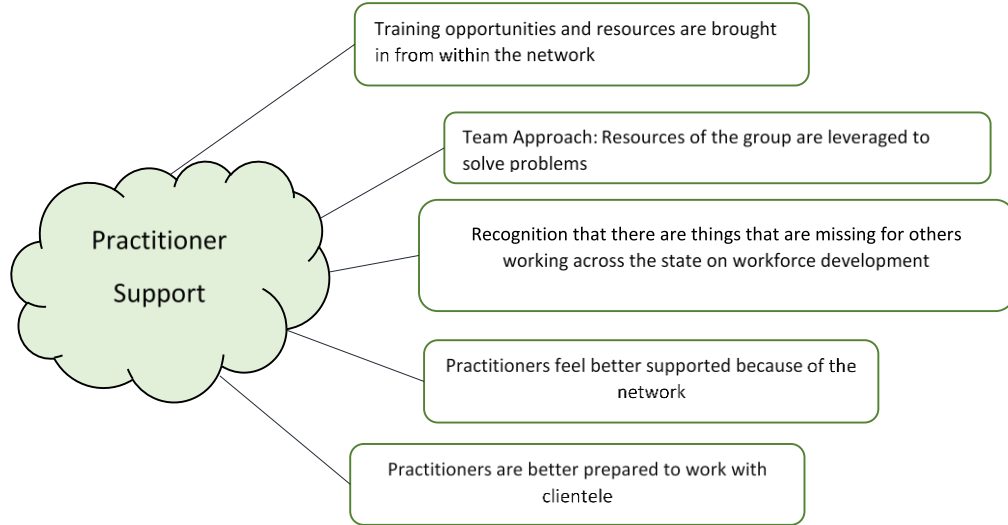 Training opportunities and resources are brought
in from within the network
Team Approach: Resources of the group are leveraged to
solve problems
Practitioner
Support
Recognition that there are things that are missing for others
working across the state on workforce development
Practitioners feel better supported because of the
network
Practitioners are better prepared to work with
clientele